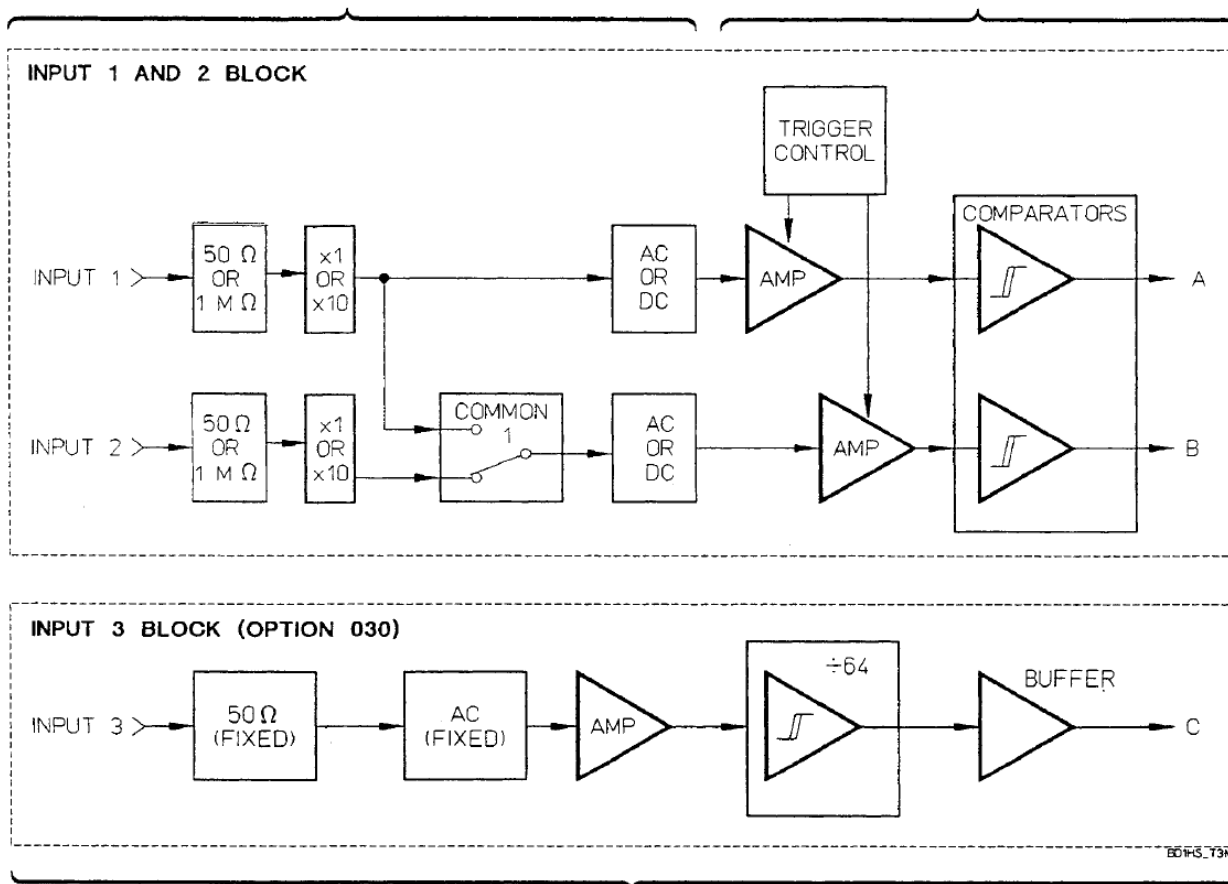 INPUT 1 AND 2 BLOCK
TRIGGER
CONTROL
COMPARATORS
INPUT 1
50 Ω
OR
1 M Ω
x1
OR
x10
AC
OR
DC
AMP
A
INPUT 2
50 Ω
OR
1 M Ω
x1
OR
x10
COMMON
1
AC
OR
DC
AMP
B
INPUT 3 BLOCK (OPTION 030)
INPUT 3
50 Ω
(FIXED)
AC
(FIXED)
AMP
÷64
BUFFER
C